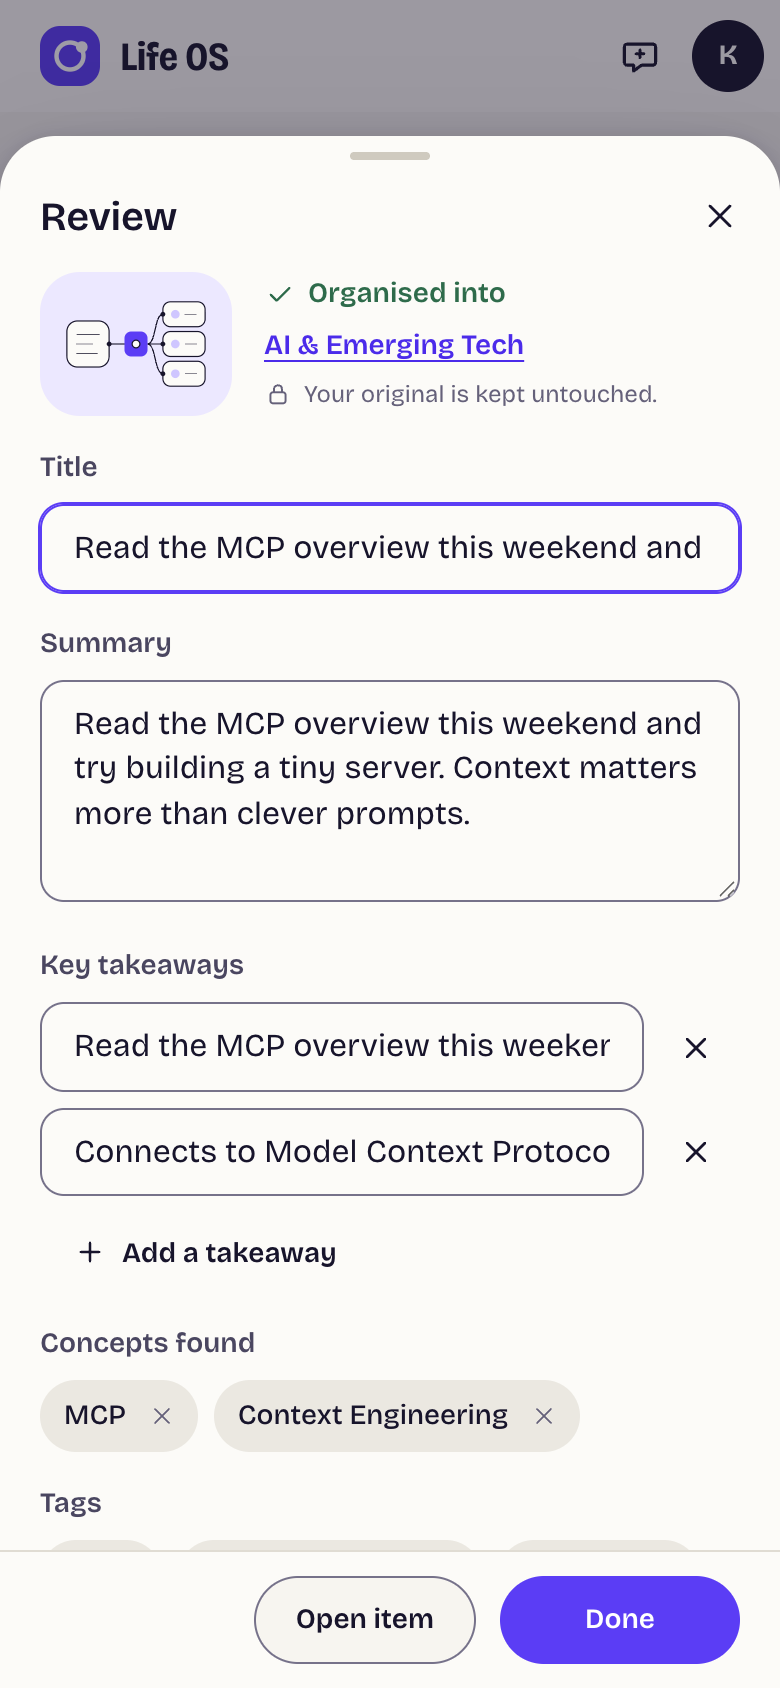 Life OS
K
Review
Organised into
AI & Emerging Tech
Your original is kept untouched.
Title
Read the MCP overview this weekend and
Summary
Read the MCP overview this weekend and
try building a tiny server. Context matters
more than clever prompts.
Key takeaways
Read the MCP overview this weeken
Connects to Model Context Protoco
Add a takeaway
Concepts found
MCP
Context Engineering
Tags
Open item
Done